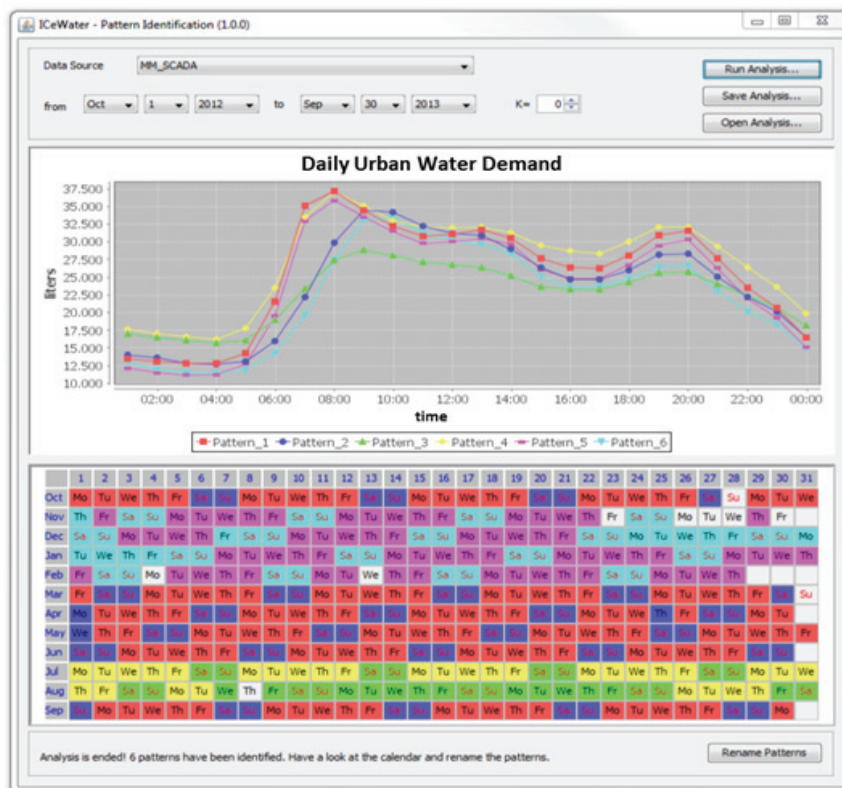 ICeWater - Pattern Identification (1.0.0)
Data Source MM_SCADA Run Analysis...
from Oct 1 2012 to Sep 30 2013 K= 0 Save Analysis...
Open Analysis...
Daily Urban Water Demand
37.500
35.000
32.500
30.000
27.500
25.000
22.500
20.000
17.500
15.000
12.500
10.000
liters
02:00 04:00 06:00 08:00 10:00 12:00 14:00 16:00 18:00 20:00 22:00 00:00
time
Pattern_1 Pattern_2 Pattern_3 Pattern_4 Pattern_5 Pattern_6
1 2 3 4 5 6 7 8 9 10 11 12 13 14 15 16 17 18 19 20 21 22 23 24 25 26 27 28 29 30 31
Oct Mo Tu We Th Fr Sa Su Mo Tu We Th Fr Sa Su Mo Tu We Th Fr Sa Su Mo Tu We Th Fr Sa Su Mo Tu We
Nov Th Fr Sa Su Mo Tu We Th Fr Sa Su Mo Tu We Th Fr Sa Su Mo Tu We Th Fr Sa Su Mo Tu We Th Fr
Dec Sa Su Mo Tu We Th Fr Sa Su Mo Tu We Th Fr Sa Su Mo Tu We Th Fr Sa Su Mo Tu We Th Fr Sa Su Mo
Jan Tu We Th Fr Sa Su Mo Tu We Th Fr Sa Su Mo Tu We Th Fr Sa Su Mo Tu We Th Fr Sa Su Mo Tu We Th
Feb Fr Sa Su Mo Tu We Th Fr Sa Su Mo Tu We Th Fr Sa Su Mo Tu We Th Fr Sa Su Mo Tu We Th
Mar Fr Sa Su Mo Tu We Th Fr Sa Su Mo Tu We Th Fr Sa Su Mo Tu We Th Fr Sa Su Mo Tu We Th Fr Sa Su
Apr Mo Tu We Th Fr Sa Su Mo Tu We Th Fr Sa Su Mo Tu We Th Fr Sa Su Mo Tu We Th Fr Sa Su Mo Tu
May We Th Fr Sa Su Mo Tu We Th Fr Sa Su Mo Tu We Th Fr Sa Su Mo Tu We Th Fr Sa Su Mo Tu We Th Fr
Jun Sa Su Mo Tu We Th Fr Sa Su Mo Tu We Th Fr Sa Su Mo Tu We Th Fr Sa Su Mo Tu We Th Fr Sa Su
Jul Mo Tu We Th Fr Sa Su Mo Tu We Th Fr Sa Su Mo Tu We Th Fr Sa Su Mo Tu We Th Fr Sa Su Mo Tu We
Aug Th Fr Sa Su Mo Tu We Th Fr Sa Su Mo Tu We Th Fr Sa Su Mo Tu We Th Fr Sa Su Mo Tu We Th Fr Sa
Sep Su Mo Tu We Th Fr Sa Su Mo Tu We Th Fr Sa Su Mo Tu We Th Fr Sa Su Mo Tu We Th Fr Sa Su Mo
Analysis is ended! 6 patterns have been identified. Have a look at the calendar and rename the patterns. Rename Patterns